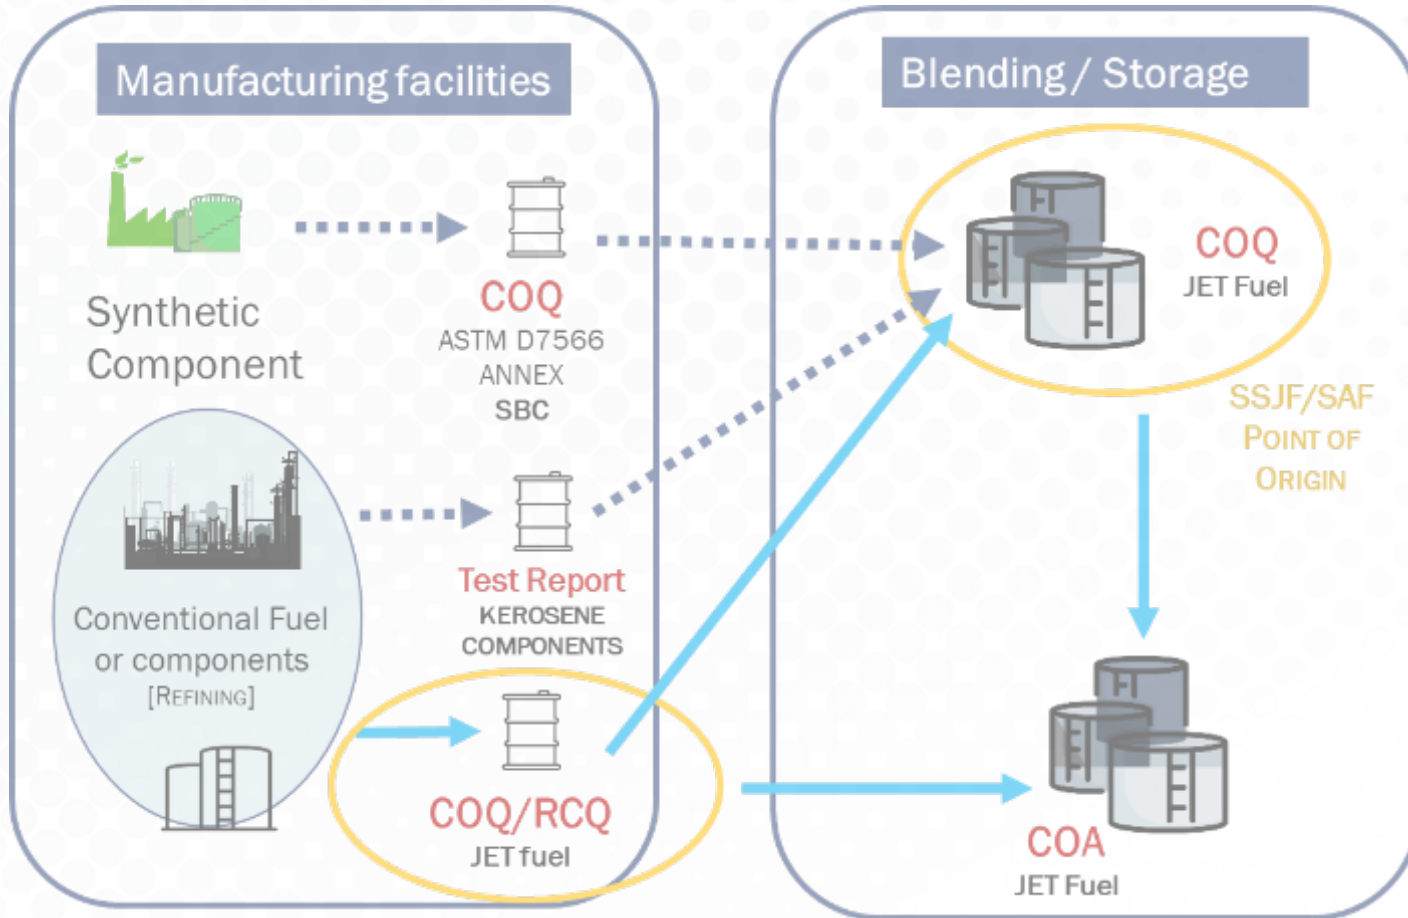 Manufacturing facilities
Synthetic
Component
COQ
ASTM D7566
ANNEX
SBC
Conventional Fuel
or components
[REFINING]
Test Report
KEROSENE
COMPONENTS
COQ/RCQ
JET fuel
Blending / Storage
COQ
JET Fuel
SSJF/SAF
POINT OF
ORIGIN
COA
JET Fuel